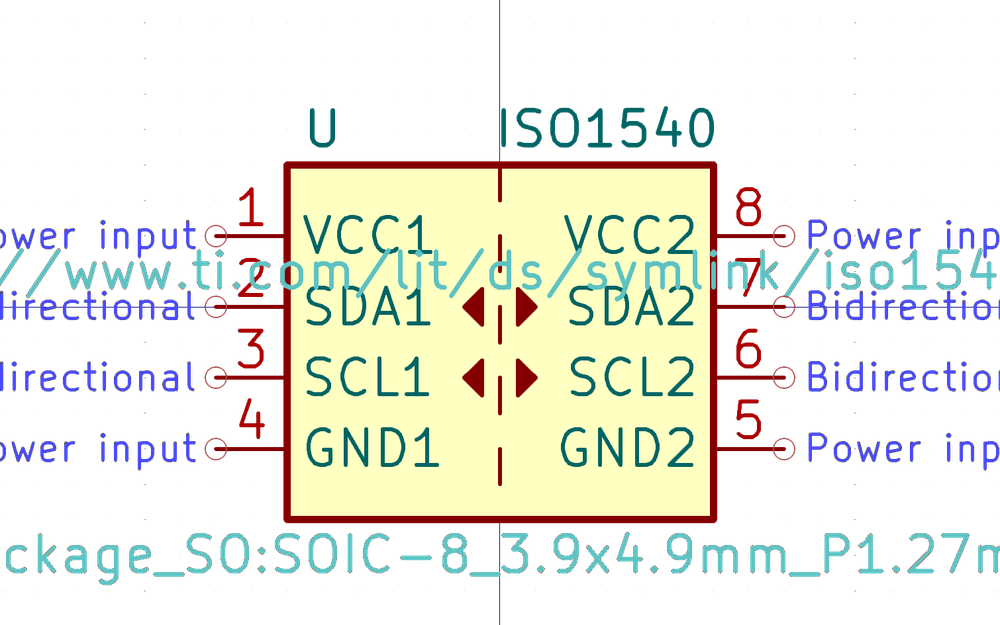 U ISO1540
1 8
ower input VCC1 VCC2 Power inp
//www.ti.com/lit/ds/symlink/iso154
2 7
directional SDA1 SDA2 Bidirection
3 6
directional SCL1 SCL2 Bidirection
4 5
ower input GND1 GND2 Power inp
ckage_SO:SOIC-8_3.9x4.9mm_P1.27m